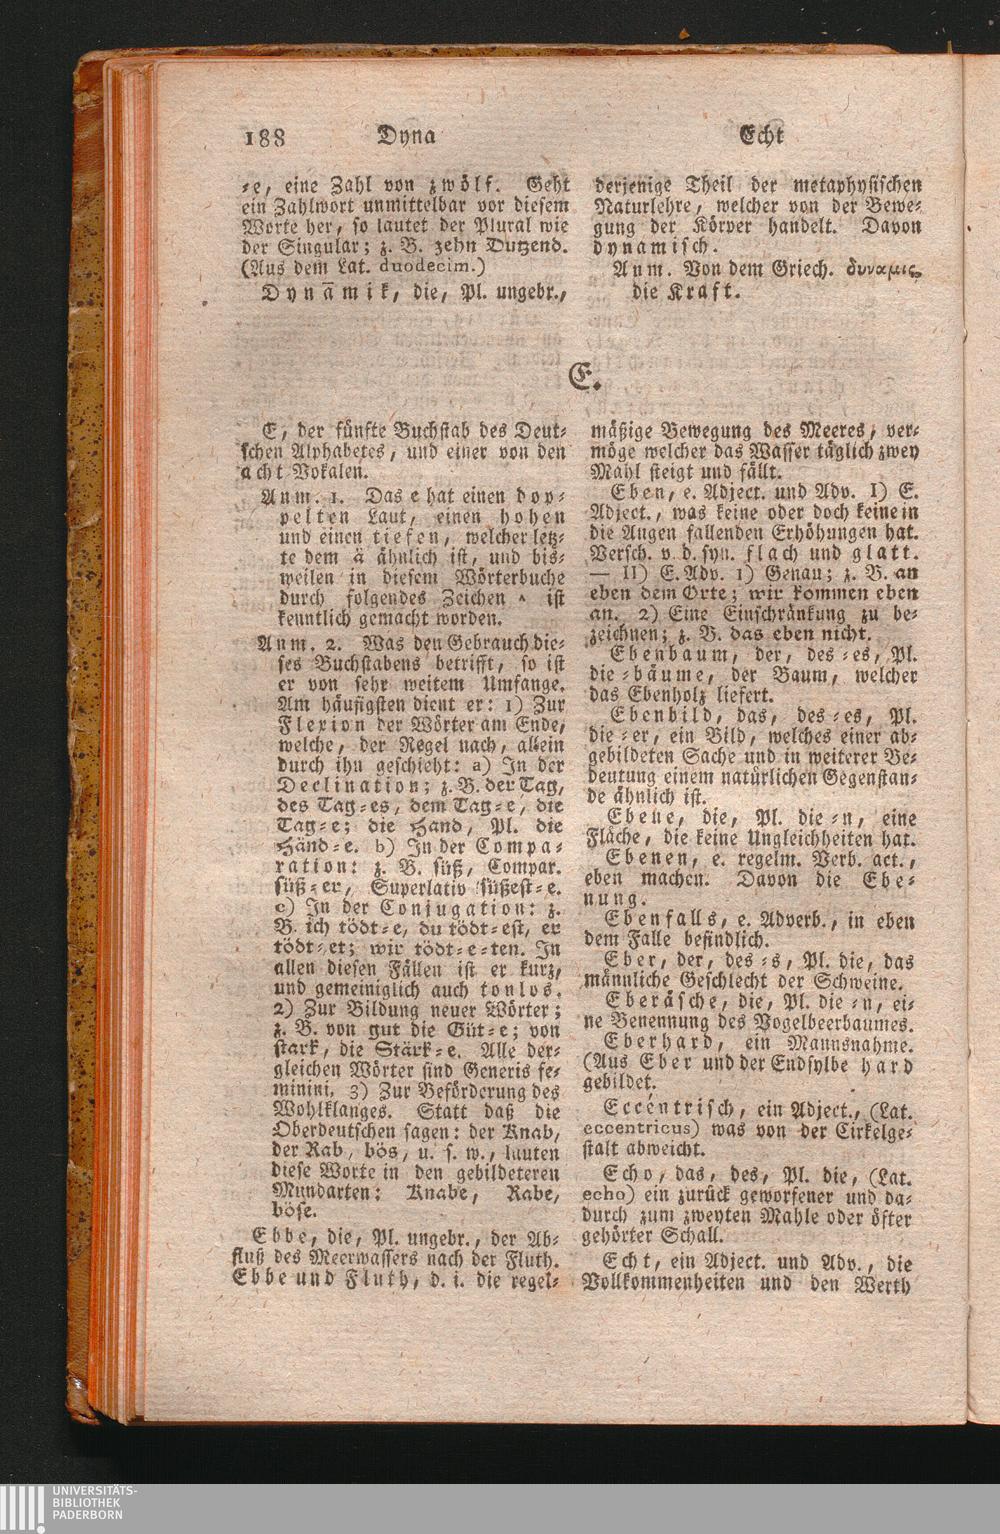 188 Dyna Echt
⸗e, eine Zahl von zwölf. Geht
ein Zahlwort unmittelbar vor diesem
Worte her, so lautet der Plural wie
der Singular; z. B. zehn Dutzend.
(Aus dem Lat. duodecim.)
Dynāmik, die, Pl. ungebr.,
derjenige Theil der metaphysischen
Naturlehre, welcher von der Bewe⸗
gung der Körper handelt. Davon
dynamisch.
Anm. Von dem Griech. δυναμις,
die Kraft.
E.
E, der fünfte Buchstab des Deut⸗
schen Alphabetes, und einer von den
acht Vokalen.
Anm. 1. Das e hat einen dop⸗
pelten Laut, einen hohen
und einen tiefen, welcher letz⸗
te dem ä ähnlich ist, und bis⸗
weilen in diesem Wörterbuche
durch folgendes Zeichen ^ ist
kenntlich gemacht worden.
Anm. 2. Was den Gebrauch die⸗
ses Buchstabens betrifft, so ist
er von sehr weitem Umfange.
Am häufigsten dient er: 1) Zur
Flexion der Wörter am Ende,
welche, der Regel nach, allein
durch ihn geschieht: a) In der
Declination; z. B. der Tag,
des Tag⸗es, dem Tag⸗e, die
Tag⸗e; die Hand, Pl. die
Händ⸗e. b) In der Compa⸗
ration: z. B. süß, Compar.
süß⸗er, Superlativ süßest⸗e.
c) In der Conjugation: z.
B. ich tödt⸗e, du tödt⸗est, er
tödt⸗et; wir tödt⸗e⸗ten. In
allen diesen Fällen ist er kurz,
und gemeiniglich auch tonlos.
2) Zur Bildung neuer Wörter;
z. B. von gut die Güt⸗e; von
stark, die Stärk⸗e. Alle der⸗
gleichen Wörter sind Generis fe⸗
minini. 3) Zur Beförderung des
Wohlklanges. Statt daß die
Oberdeutschen sagen: der Knab,
der Rab, bös, u. s. w., lauten
diese Worte in den gebildeteren
Mundarten: Knabe, Rabe,
böse.
Ebbe, die, Pl. ungebr., der Ab⸗
fluß des Meerwassers nach der Fluth.
Ebbe und Fluth, d. i. die regel⸗
mäßige Bewegung des Meeres, ver⸗
möge welcher das Wasser täglich zwey
Mahl steigt und fällt.
Eben, e. Adject. und Adv. I) E.
Adject., was keine oder doch keine in
die Augen fallenden Erhöhungen hat.
Versch. v. d. syn. flach und glatt.
— II) E. Adv. 1) Genau; z. B. an
eben dem Orte; wir kommen eben
an. 2) Eine Einschränkung zu be⸗
zeichnen; z. B. das eben nicht.
Ebenbaum, der, des⸗es, Pl.
die⸗bäume, der Baum, welcher
das Ebenholz liefert.
Ebenbild, das, des⸗es, Pl.
die⸗er, ein Bild, welches einer ab⸗
gebildeten Sache und in weiterer Be⸗
deutung einem natürlichen Gegenstan⸗
de ähnlich ist.
Ebene, die, Pl. die⸗n, eine
Fläche, die keine Ungleichheiten hat.
Ebenen, e. regelm. Verb. act.,
eben machen. Davon die Ebe⸗
nung.
Ebenfalls, e. Adverb., in eben
dem Falle befindlich.
Eber, der, des⸗s, Pl. die, das
männliche Geschlecht der Schweine.
Eberäsche, die, Pl. die⸗n, ei⸗
ne Benennung des Vogelbeerbaumes.
Eberhard, ein Mannsnahme.
(Aus Eber und der Endsylbe hard
gebildet.
Eccéntrisch, ein Adject., (Lat.
eccentricus) was von der Cirkelge⸗
stalt abweicht.
Echo, das, des, Pl. die, (Lat.
echo) ein zurück geworfener und da⸗
durch zum zweyten Mahle oder öfter
gehörter Schall.
Echt, ein Adject. und Adv., die
Vollkommenheiten und den Werth
UNIVERSITÄTS-
BIBLIOTHEK
PADERBORN